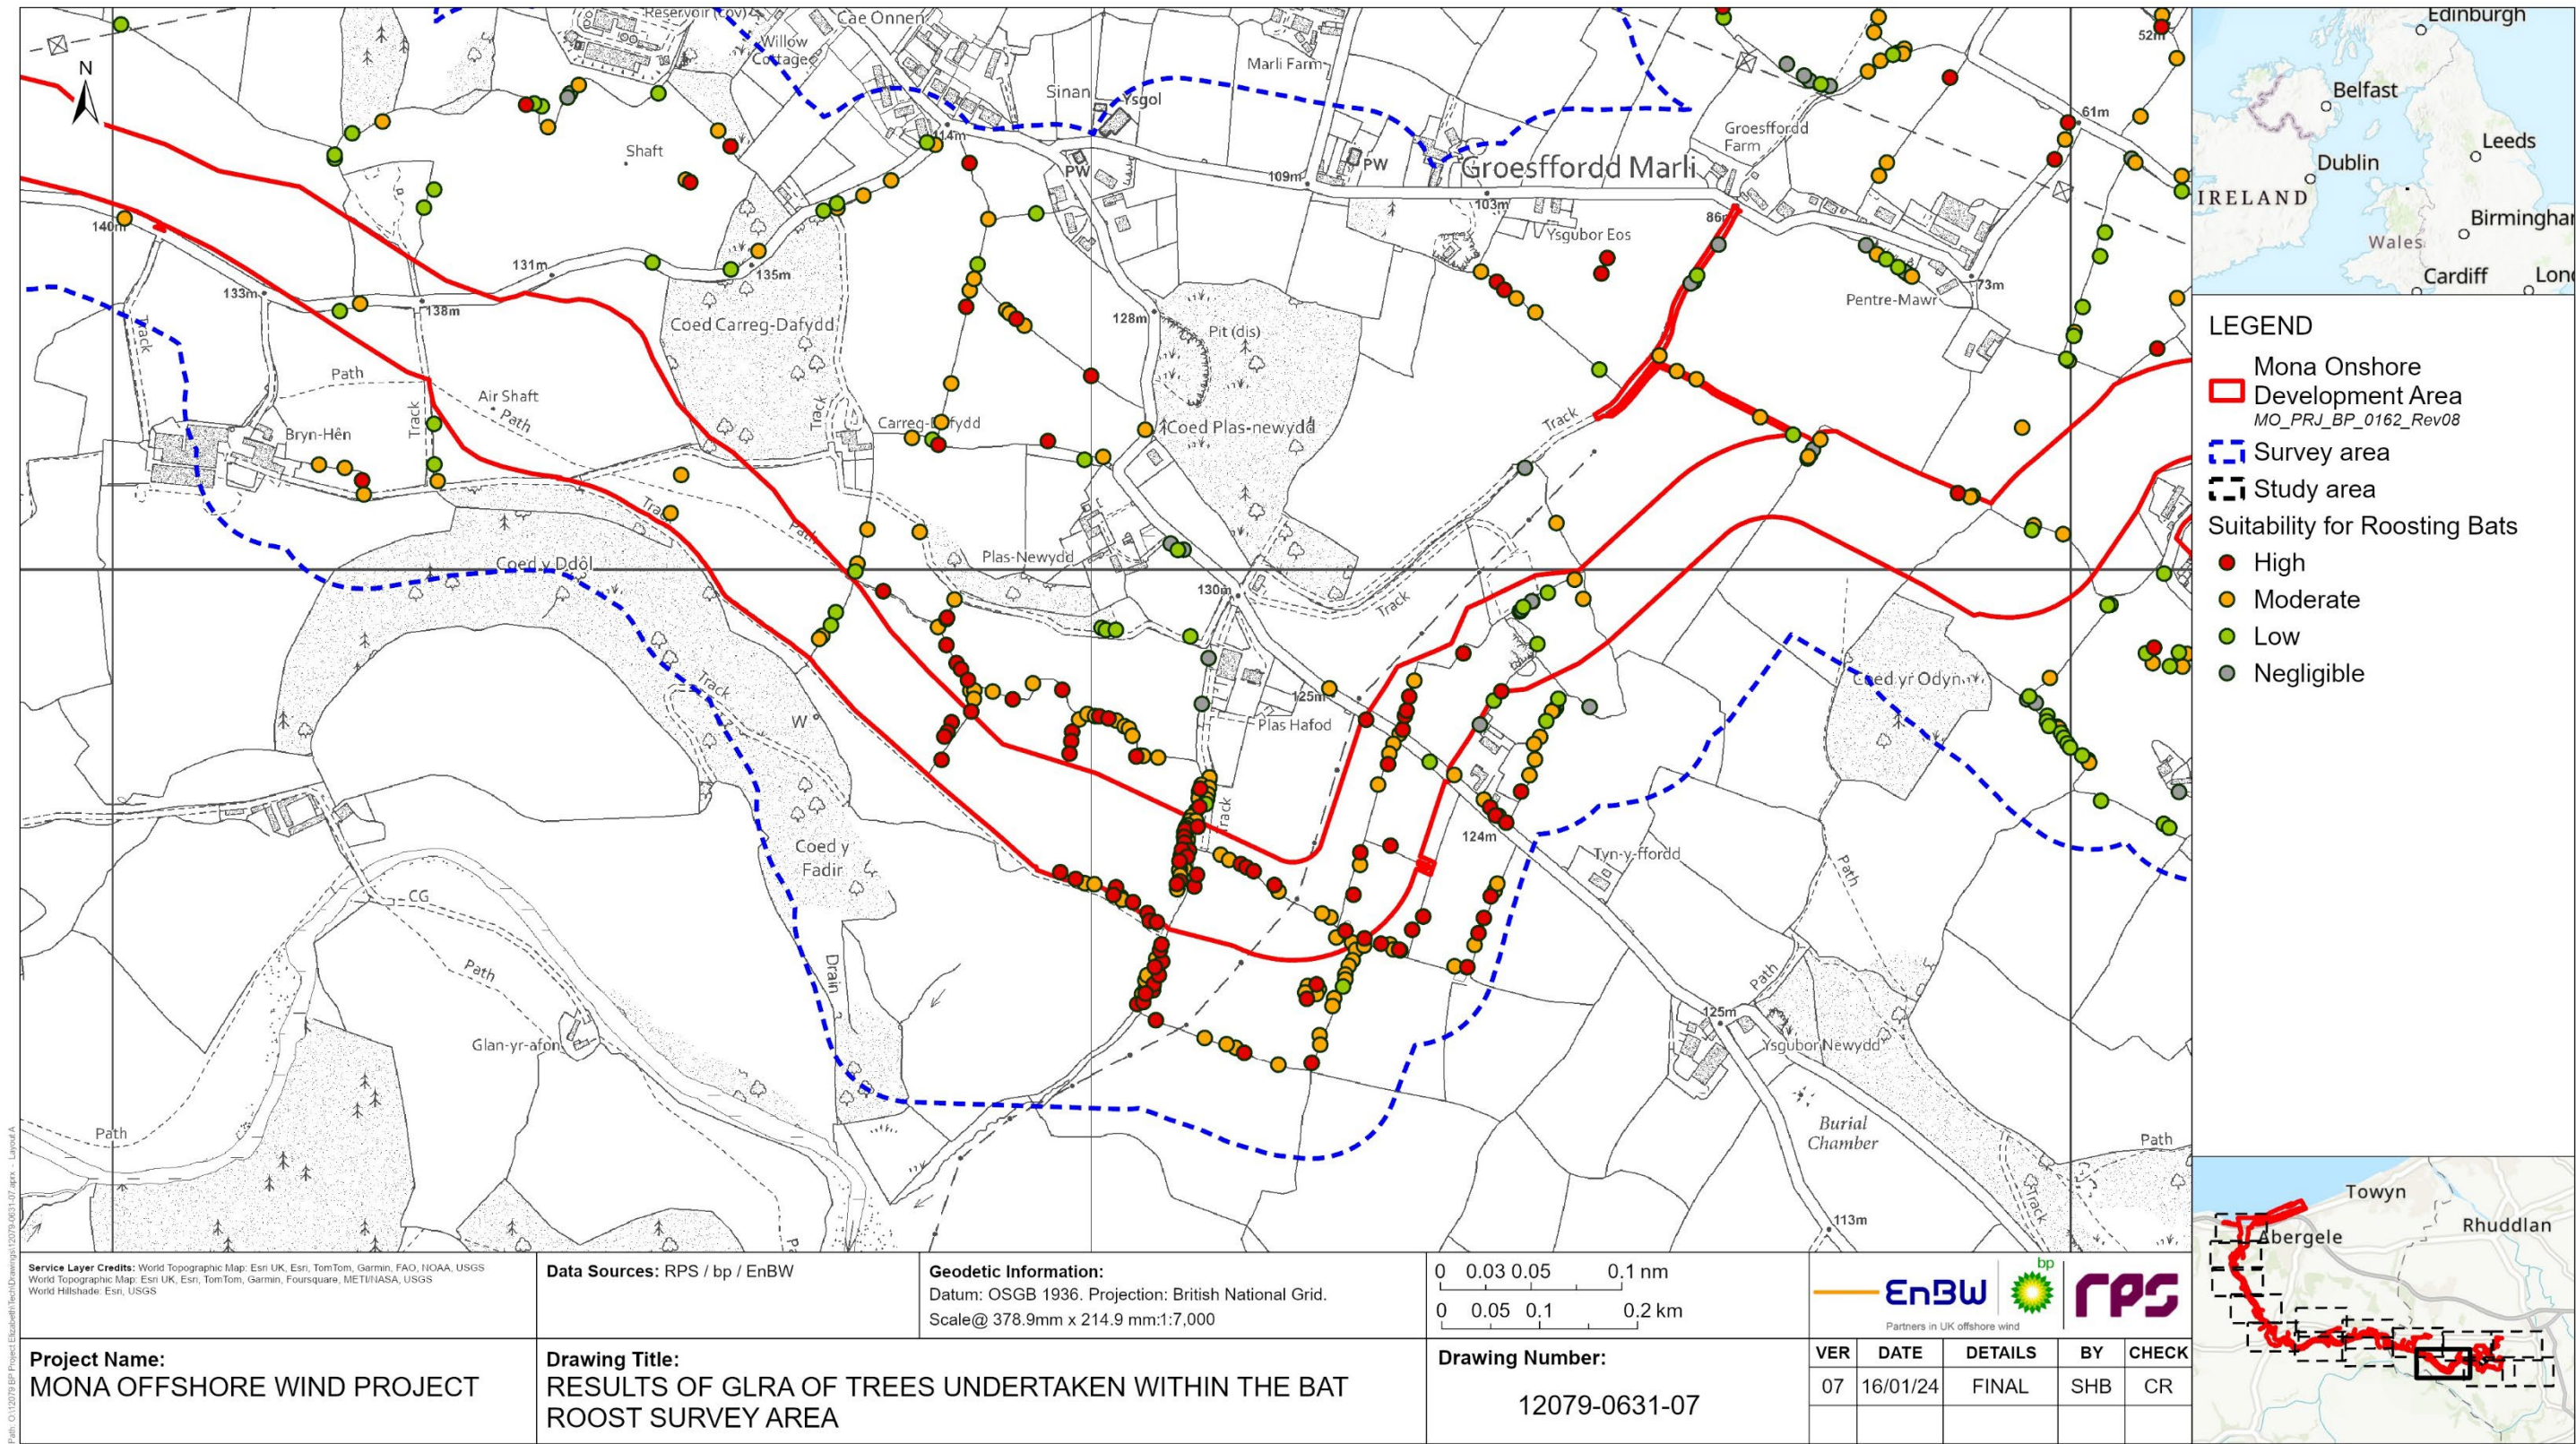 Reservoir (cov)
Cae Onnen
Willow
Cottage
N
Shaft
114m
Sinan
Ysgol
Marli Farm
PW
PW
109m
Groesffordd Marli
103m
Groesffordd
Farm
52m
61m
140m
133m
131m
135m
138m
Coed Carreg-Dafydd
128m
Pit (dis)
Ysgubor Eos
Pentre-Mawr
73m
Track
Path
Air Shaft
Path
Track
Bryn-Hên
Track
Carreg-
Coed Plas-newydd
Track
Track
Path
Coed y Ddôl
Plas-Newydd
130m
Track
Track
W
125m
Plas Hafod
Coed yr Odyn
Coed y
Fadir
Track
124m
Tyn-y-ffordd
Path
CG
Path
Drain
Path
125m
Glan-yr-afon
Ysgubor Newydd
Path
Burial
Chamber
Path
113m
Track
Edinburgh
Belfast
Leeds
Dublin
IRELAND
Wales
Cardiff
LEGEND
Mona Onshore
Development Area
MO_PRJ_BP_0162_Rev08
Survey area
Study area
Suitability for Roosting Bats
High
Moderate
Low
Negligible
Towyn
Rhuddlan
Abergele
Service Layer Credits: World Topographic Map: Esri UK, Esri, TomTom, Garmin, FAO, NOAA, USGS
World Topographic Map: Esri UK, Esri, TomTom, Garmin, Foursquare, METI/NASA, USGS
World Hillshade: Esri, USGS
Data Sources: RPS / bp / EnBW
Geodetic Information:
Datum: OSGB 1936. Projection: British National Grid.
Scale@ 378.9mm x 214.9 mm:1:7,000
0 0.03 0.05 0.1 nm
0 0.05 0.1 0.2 km
EnBW
bp
rps
Partners in UK offshore wind
Project Name:
MONA OFFSHORE WIND PROJECT
Drawing Title:
RESULTS OF GLRA OF TREES UNDERTAKEN WITHIN THE BAT
ROOST SURVEY AREA
Drawing Number:
12079-0631-07
VER DATE DETAILS BY CHECK
07 16/01/24 FINAL SHB CR